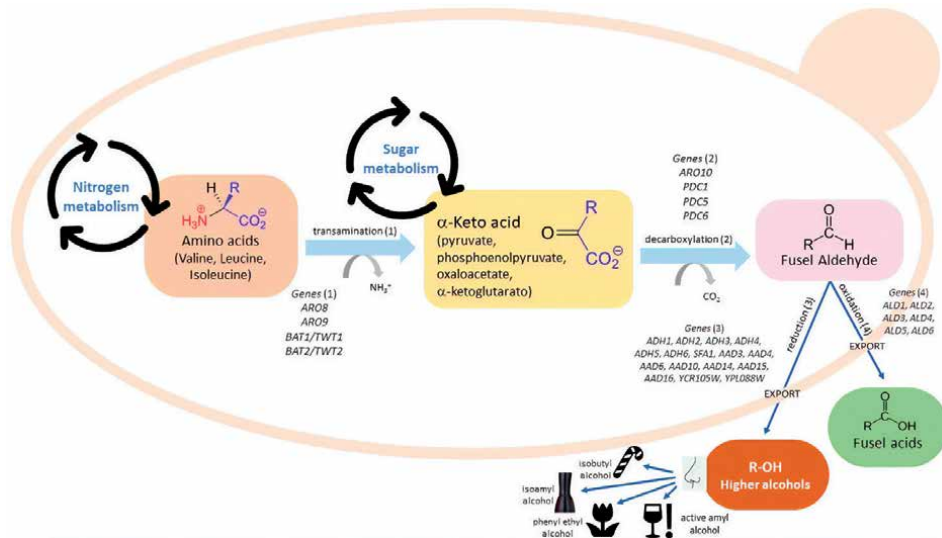 Nitrogen
metabolism
H
R
H₃N⊕
CO₂⊖
Amino acids
(Valine, Leucine,
Isoleucine)
transamination (1)
NH₃⁺
Genes (1)
ARO8
ARO9
BAT1/TWT1
BAT2/TWT2
Sugar
metabolism
α-Keto acid
(pyruvate,
phosphoenolpyruvate,
oxaloacetate,
α-ketoglutarato)
R
O
CO₂⊖
Genes (2)
ARO10
PDC1
PDC5
PDC6
decarboxylation (2)
CO₂
Genes (3)
ADH1, ADH2, ADH3, ADH4,
ADH5, ADH6, SFA1, AAD3, AAD4,
AAD6, AAD10, AAD14, AAD15,
AAD16, YCR105W, YPL088W
O
R
H
Fusel Aldehyde
reduction (3)
oxidation (4)
Genes (4)
ALD1, ALD2,
ALD3, ALD4,
ALD5, ALD6
EXPORT
EXPORT
O
R
OH
Fusel acids
R-OH
Higher alcohols
isobutyl
alcohol
isoamyl
alcohol
phenyl ethyl
alcohol
active amyl
alcohol